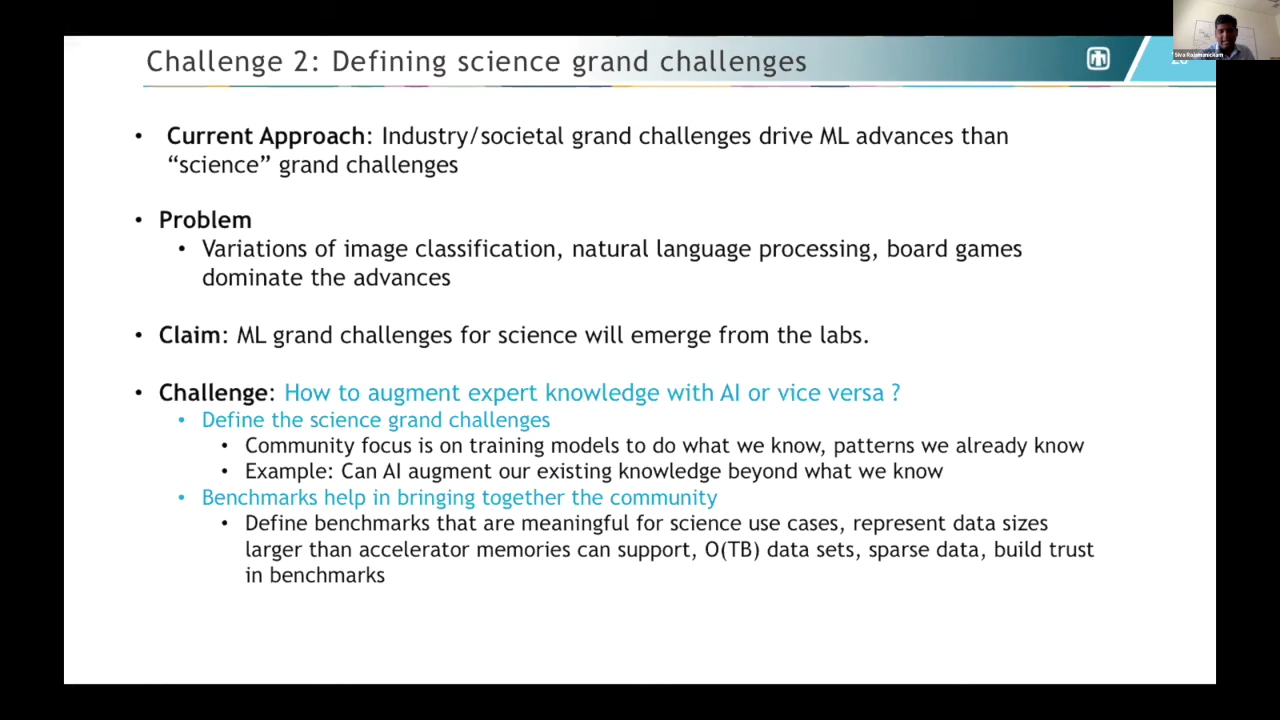 Challenge 2: Defining science grand challenges
Siva Rajamanickam
• Current Approach: Industry/societal grand challenges drive ML advances than
“science” grand challenges
• Problem
• Variations of image classification, natural language processing, board games
dominate the advances
• Claim: ML grand challenges for science will emerge from the labs.
• Challenge: How to augment expert knowledge with AI or vice versa ?
• Define the science grand challenges
• Community focus is on training models to do what we know, patterns we already know
• Example: Can AI augment our existing knowledge beyond what we know
• Benchmarks help in bringing together the community
• Define benchmarks that are meaningful for science use cases, represent data sizes
larger than accelerator memories can support, O(TB) data sets, sparse data, build trust
in benchmarks